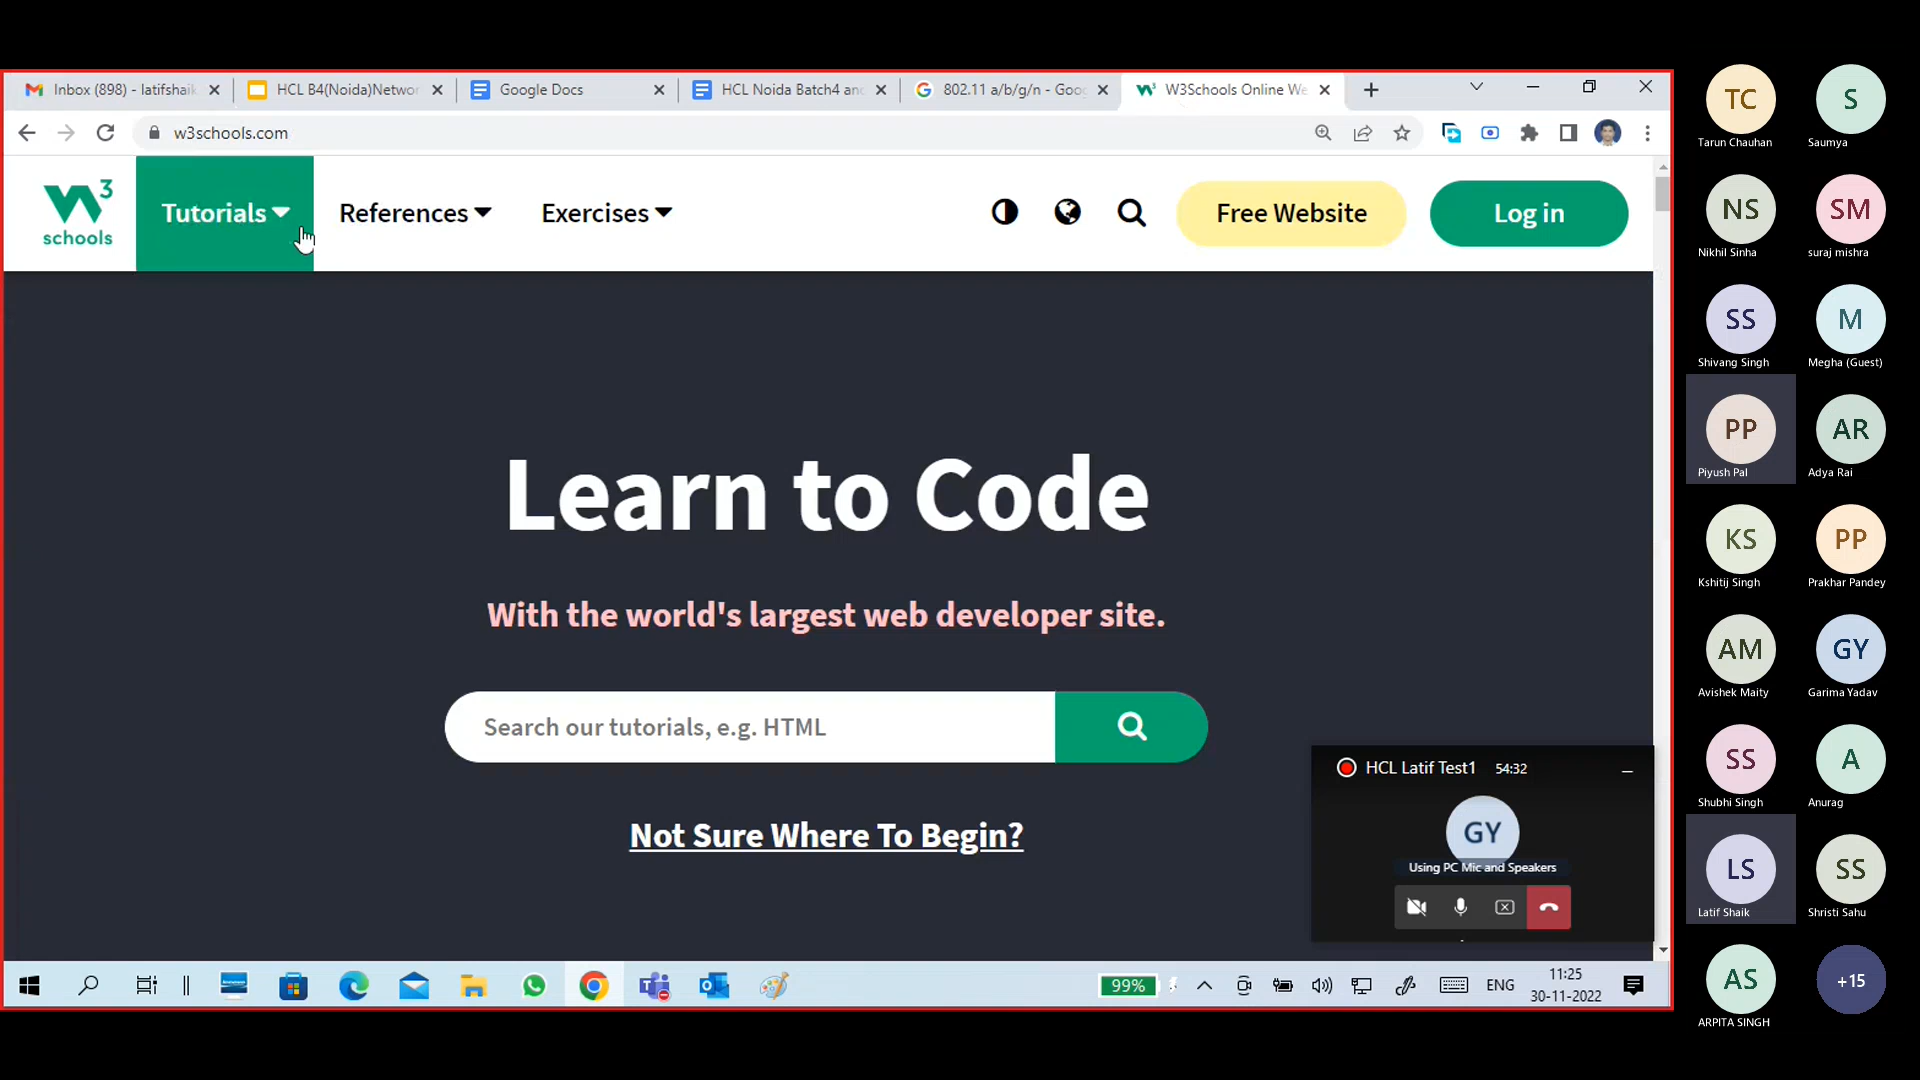 Inbox (898) - latifshaik
HCL B4(Noida)Networ
Google Docs
HCL Noida Batch4 an
802.11 a/b/g/n - Goo
W3Schools Online We
w3schools.com
W3 schools
Tutorials
References
Exercises
Free Website
Log in
Learn to Code
With the world's largest web developer site.
Search our tutorials, e.g. HTML
Not Sure Where To Begin?
HCL Latif Test1 54:32
GY
Using PC Mic and Speakers
99%
ENG
11:25
30-11-2022
TC
Tarun Chauhan
S
Saumya
NS
Nikhil Sinha
SM
suraj mishra
SS
Shivang Singh
M
Megha (Guest)
PP
Piyush Pal
AR
Adya Rai
KS
Kshitij Singh
PP
Prakhar Pandey
AM
Avishek Maity
GY
Garima Yadav
SS
Shubhi Singh
A
Anurag
LS
Latif Shaik
SS
Shristi Sahu
AS
ARPITA SINGH
+15